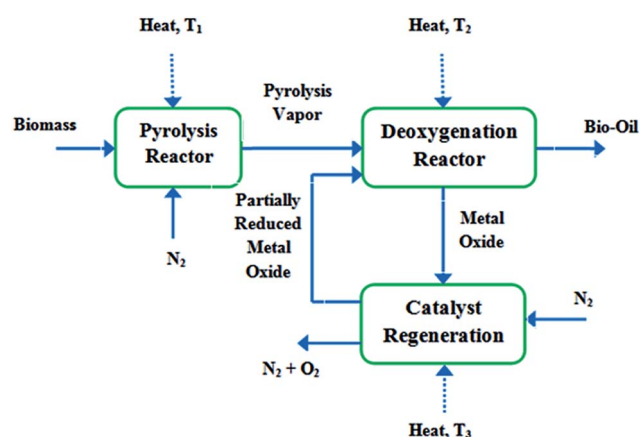 Heat, T₁
Heat, T₂
Biomass
Pyrolysis
Reactor
Pyrolysis
Vapor
Deoxygenation
Reactor
Bio-Oil
N₂
Partially
Reduced
Metal
Oxide
Metal
Oxide
Catalyst
Regeneration
N₂
N₂ + O₂
Heat, T₃